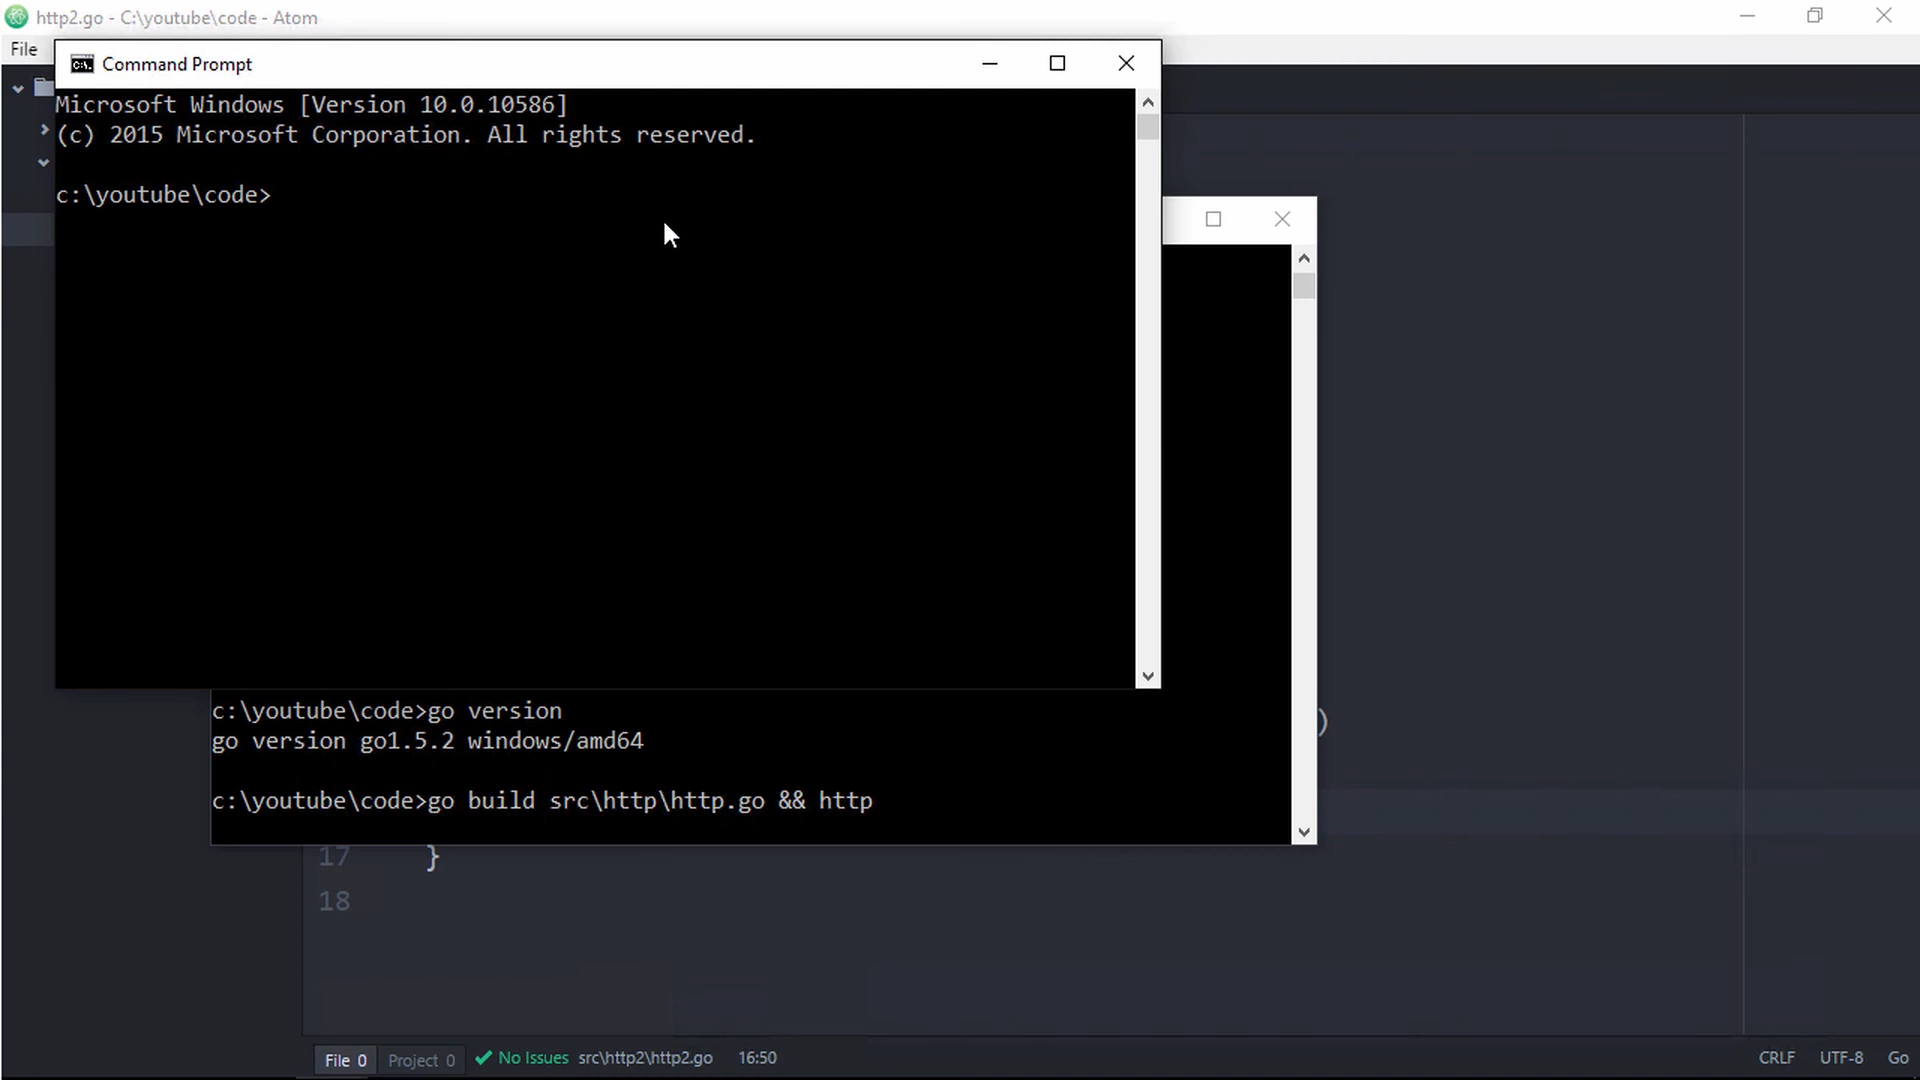 http2.go - C:\youtube\code - Atom
File
Command Prompt
Microsoft Windows [Version 10.0.10586]
(c) 2015 Microsoft Corporation. All rights reserved.
c:\youtube\code>
c:\youtube\code>go version
go version go1.5.2 windows/amd64
c:\youtube\code>go build src\http\http.go && http
)
17 }
18
File 0 Project 0 No Issues src\http2\http2.go 16:50 CRLF UTF-8 Go